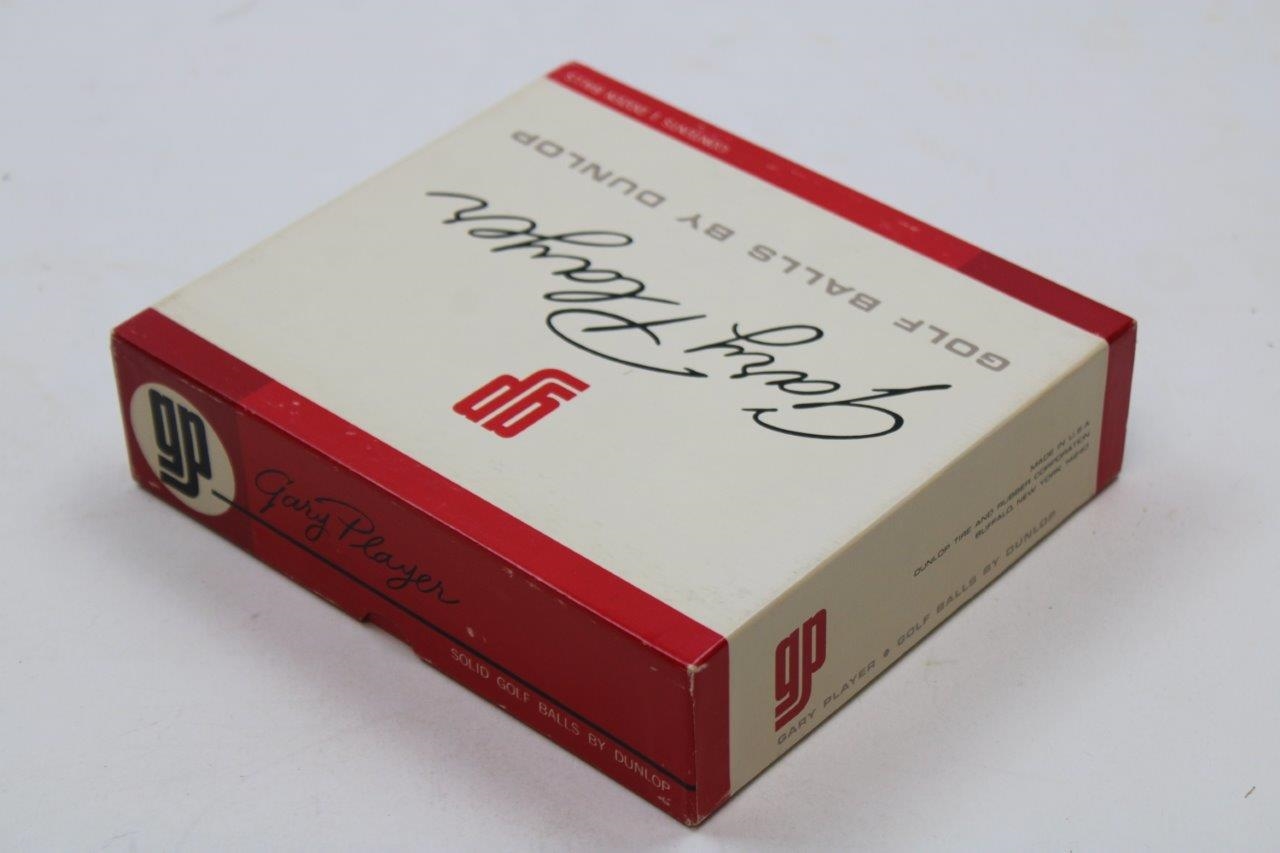 CONTENTS 1 DOZEN BALLS
GOLF BALLS BY DUNLOP
Gary Player
gp
gp
Gary Player
SOLID GOLF BALLS BY DUNLOP
MADE IN U.S.A.
DUNLOP TIRE AND RUBBER CORPORATION
BUFFALO, NEW YORK 14240
gp
GARY PLAYER • GOLF BALLS BY DUNLOP